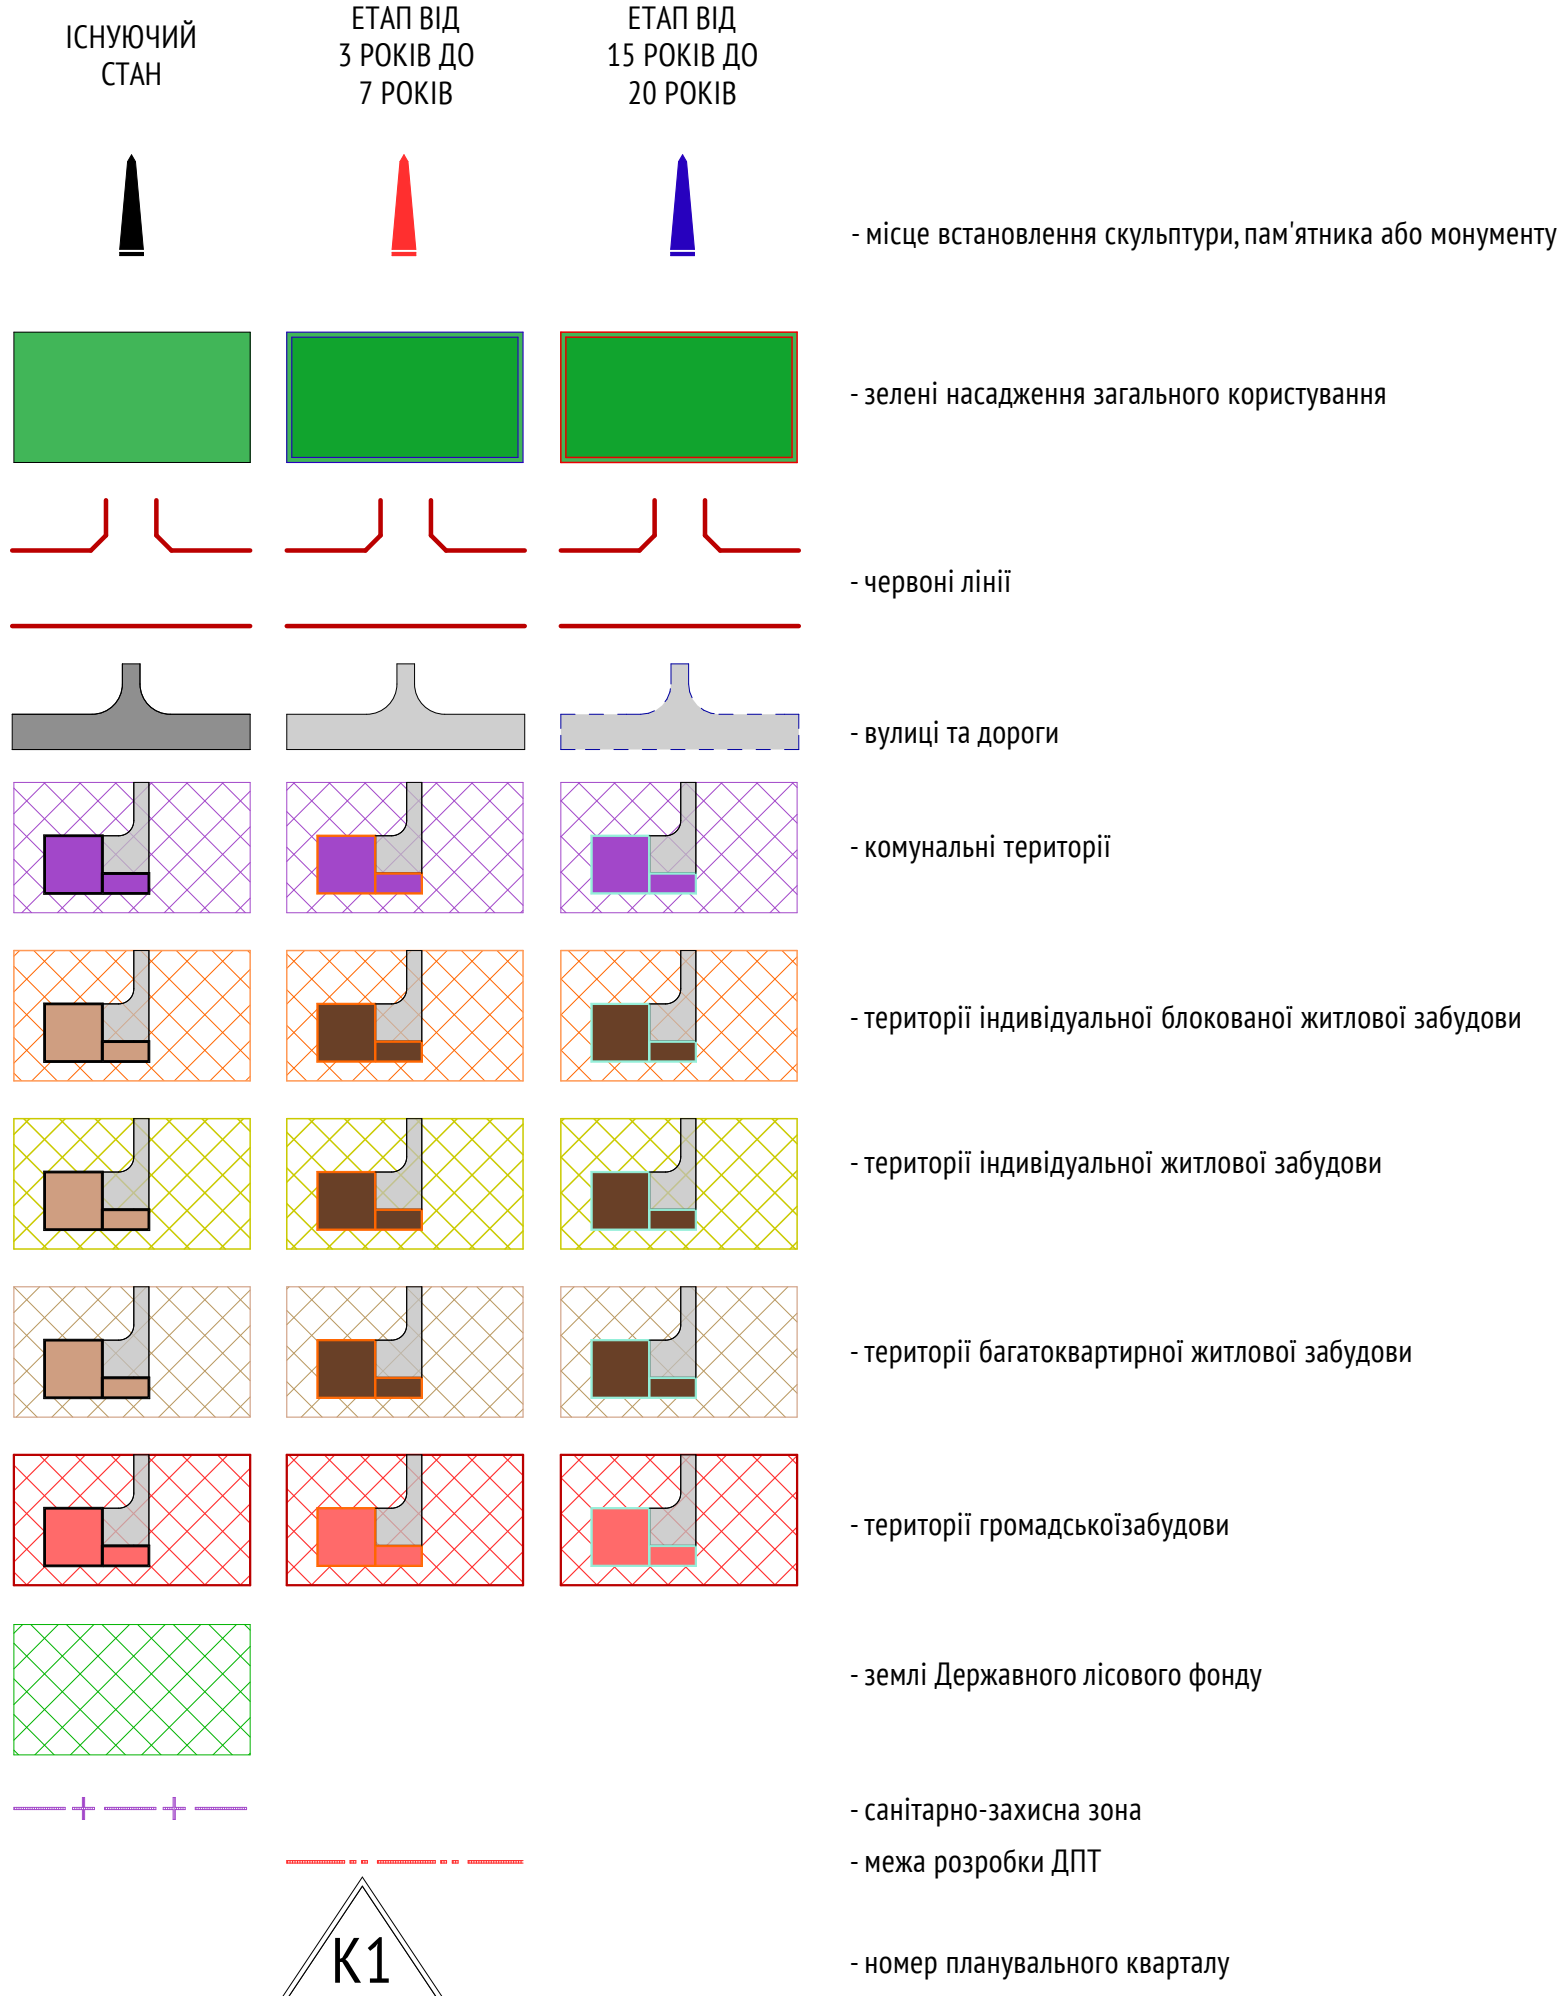 ІСНУЮЧИЙ
СТАН
ЕТАП ВІД
3 РОКІВ ДО
7 РОКІВ
ЕТАП ВІД
15 РОКІВ ДО
20 РОКІВ
- місце встановлення скульптури, пам'ятника або монументу
- зелені насадження загального користування
- червоні лінії
- вулиці та дороги
- комунальні території
- території індивідуальної блокованої житлової забудови
- території індивідуальної житлової забудови
- території багатоквартирної житлової забудови
- території громадськоїзабудови
- землі Державного лісового фонду
- санітарно-захисна зона
- межа розробки ДПТ
К1
- номер планувального кварталу